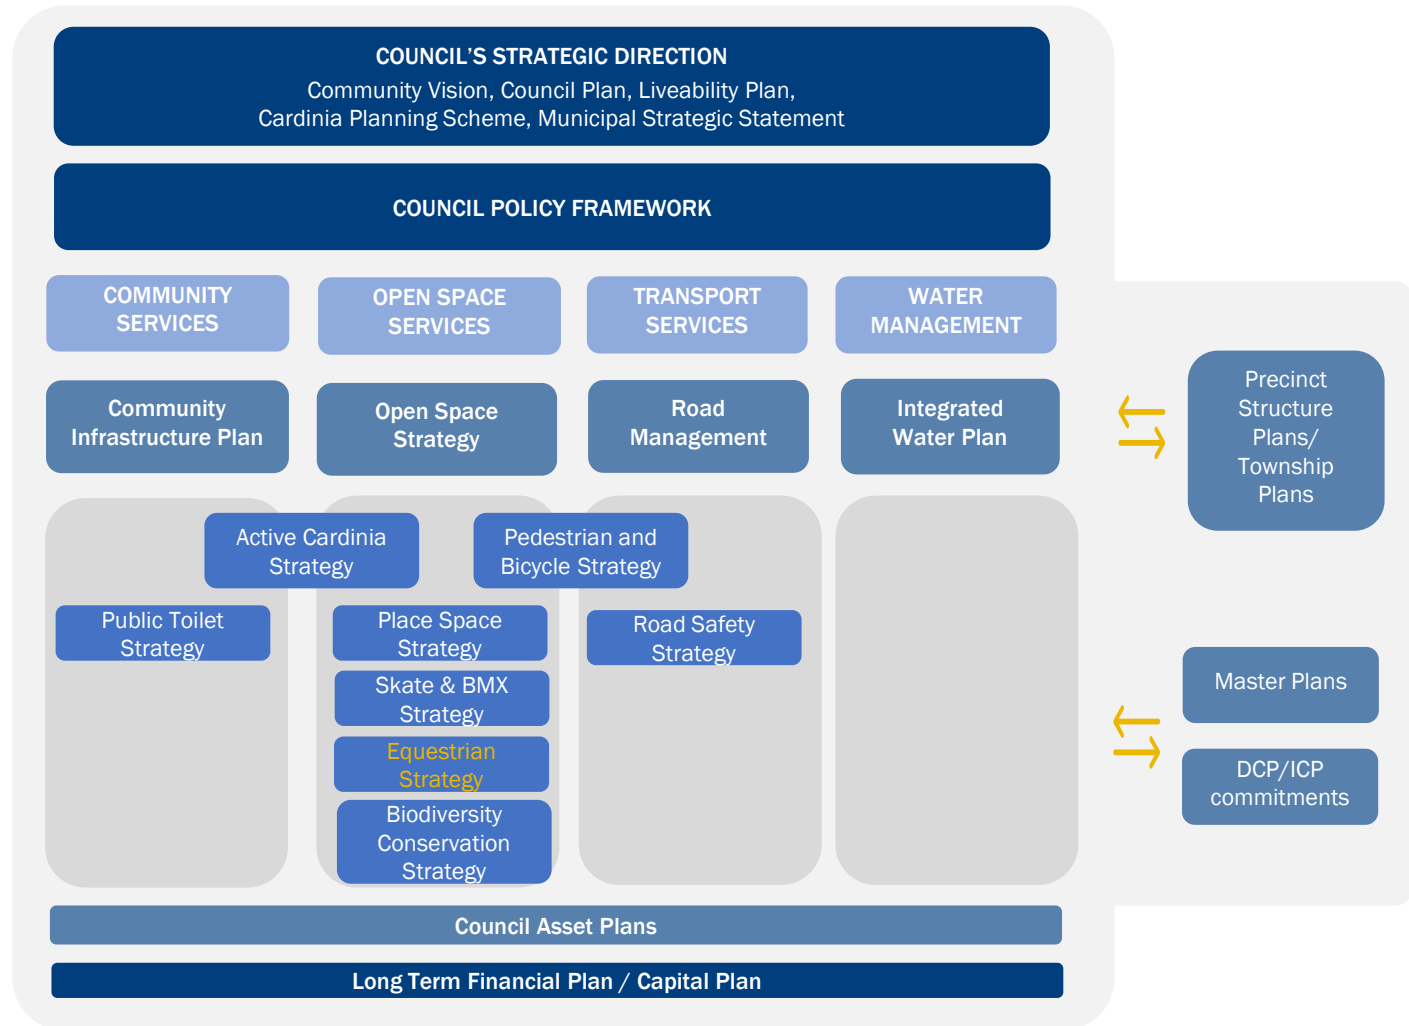 COUNCIL'S STRATEGIC DIRECTION
Community Vision, Council Plan, Liveability Plan,
Cardinia Planning Scheme, Municipal Strategic Statement
COUNCIL POLICY FRAMEWORK
COMMUNITY
SERVICES
OPEN SPACE
SERVICES
TRANSPORT
SERVICES
WATER
MANAGEMENT
Community
Infrastructure Plan
Open Space
Strategy
Road
Management
Integrated
Water Plan
Precinct
Structure
Plans/
Township
Plans
Active Cardinia
Strategy
Pedestrian and
Bicycle Strategy
Public Toilet
Strategy
Place Space
Strategy
Road Safety
Strategy
Skate & BMX
Strategy
Equestrian
Strategy
Biodiversity
Conservation
Strategy
Master Plans
DCP/ICP
commitments
Council Asset Plans
Long Term Financial Plan / Capital Plan